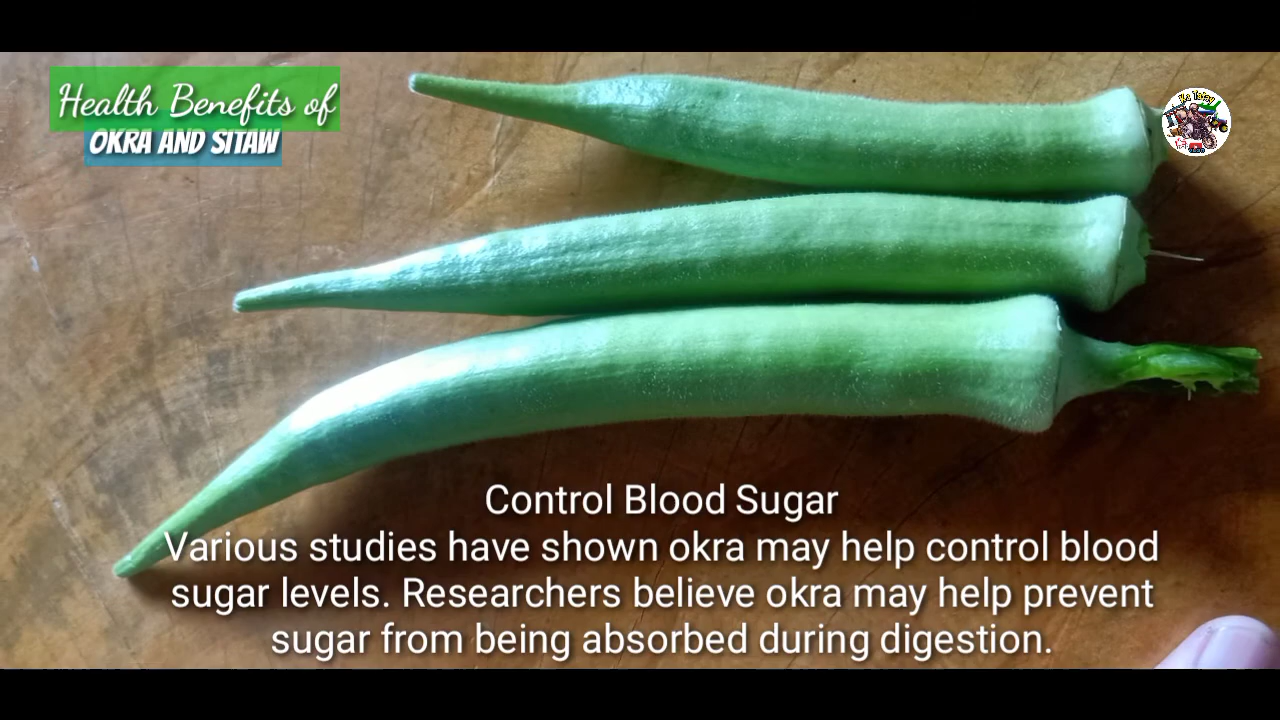 Health Benefits of
OKRA AND SITAW
Control Blood Sugar
Various studies have shown okra may help control blood
sugar levels. Researchers believe okra may help prevent
sugar from being absorbed during digestion.